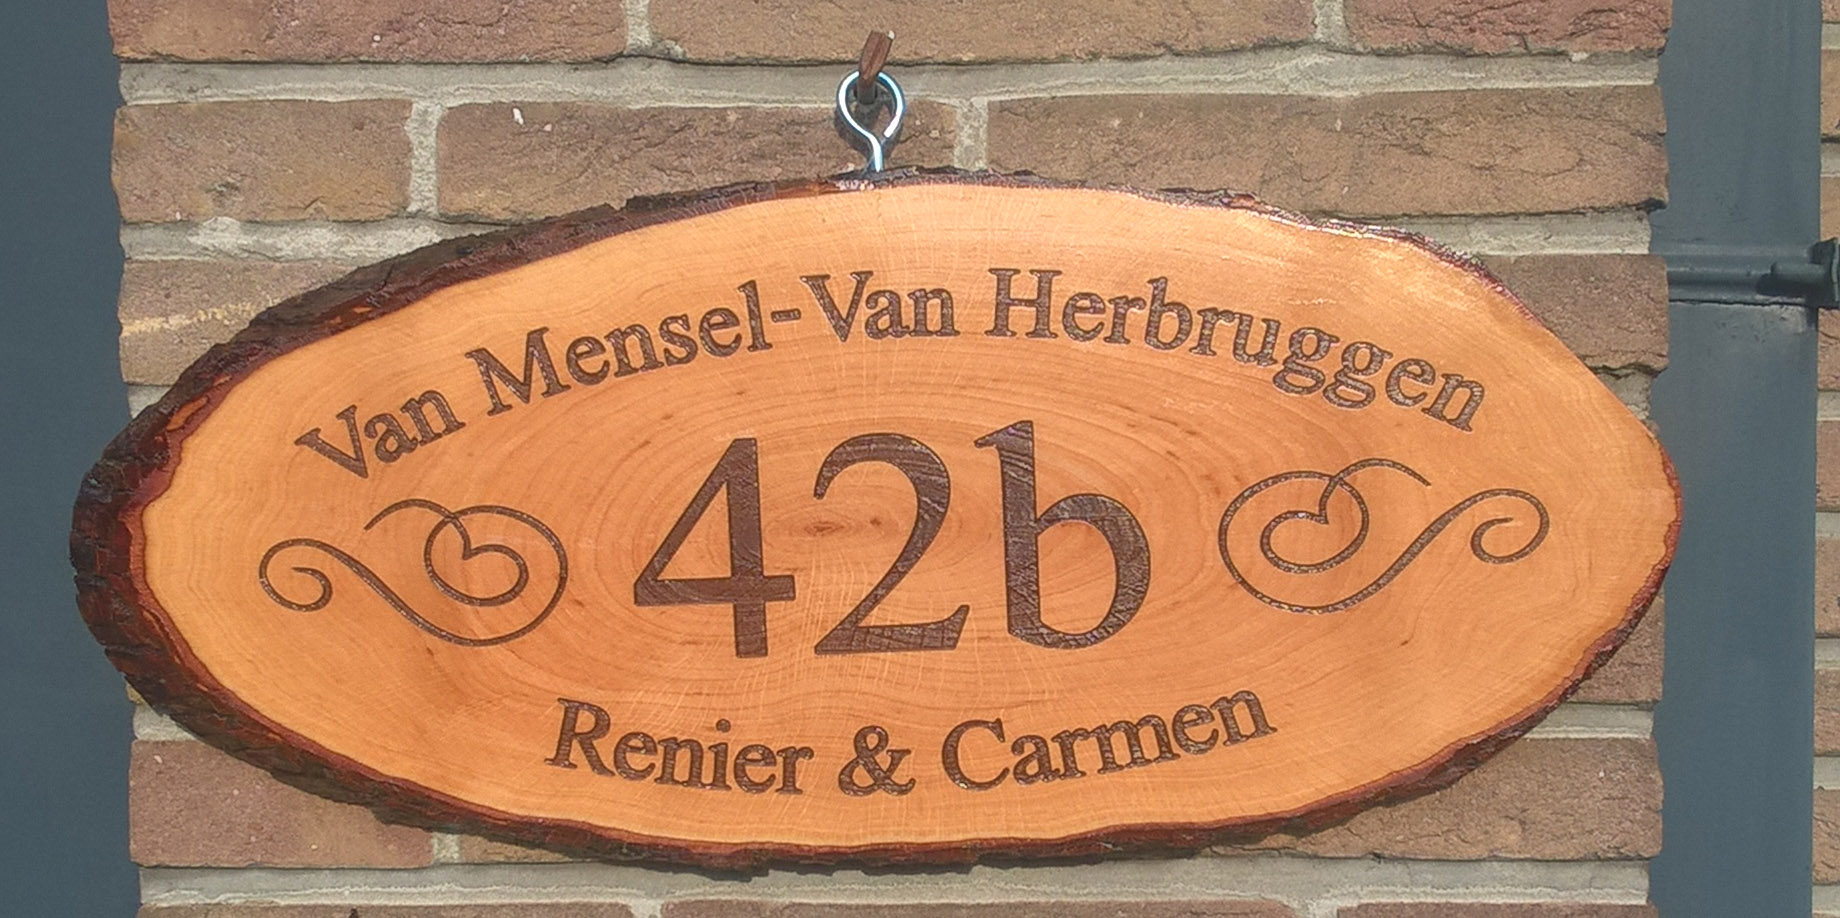 Van Mensel-Van Herbruggen
42b
Renier & Carmen